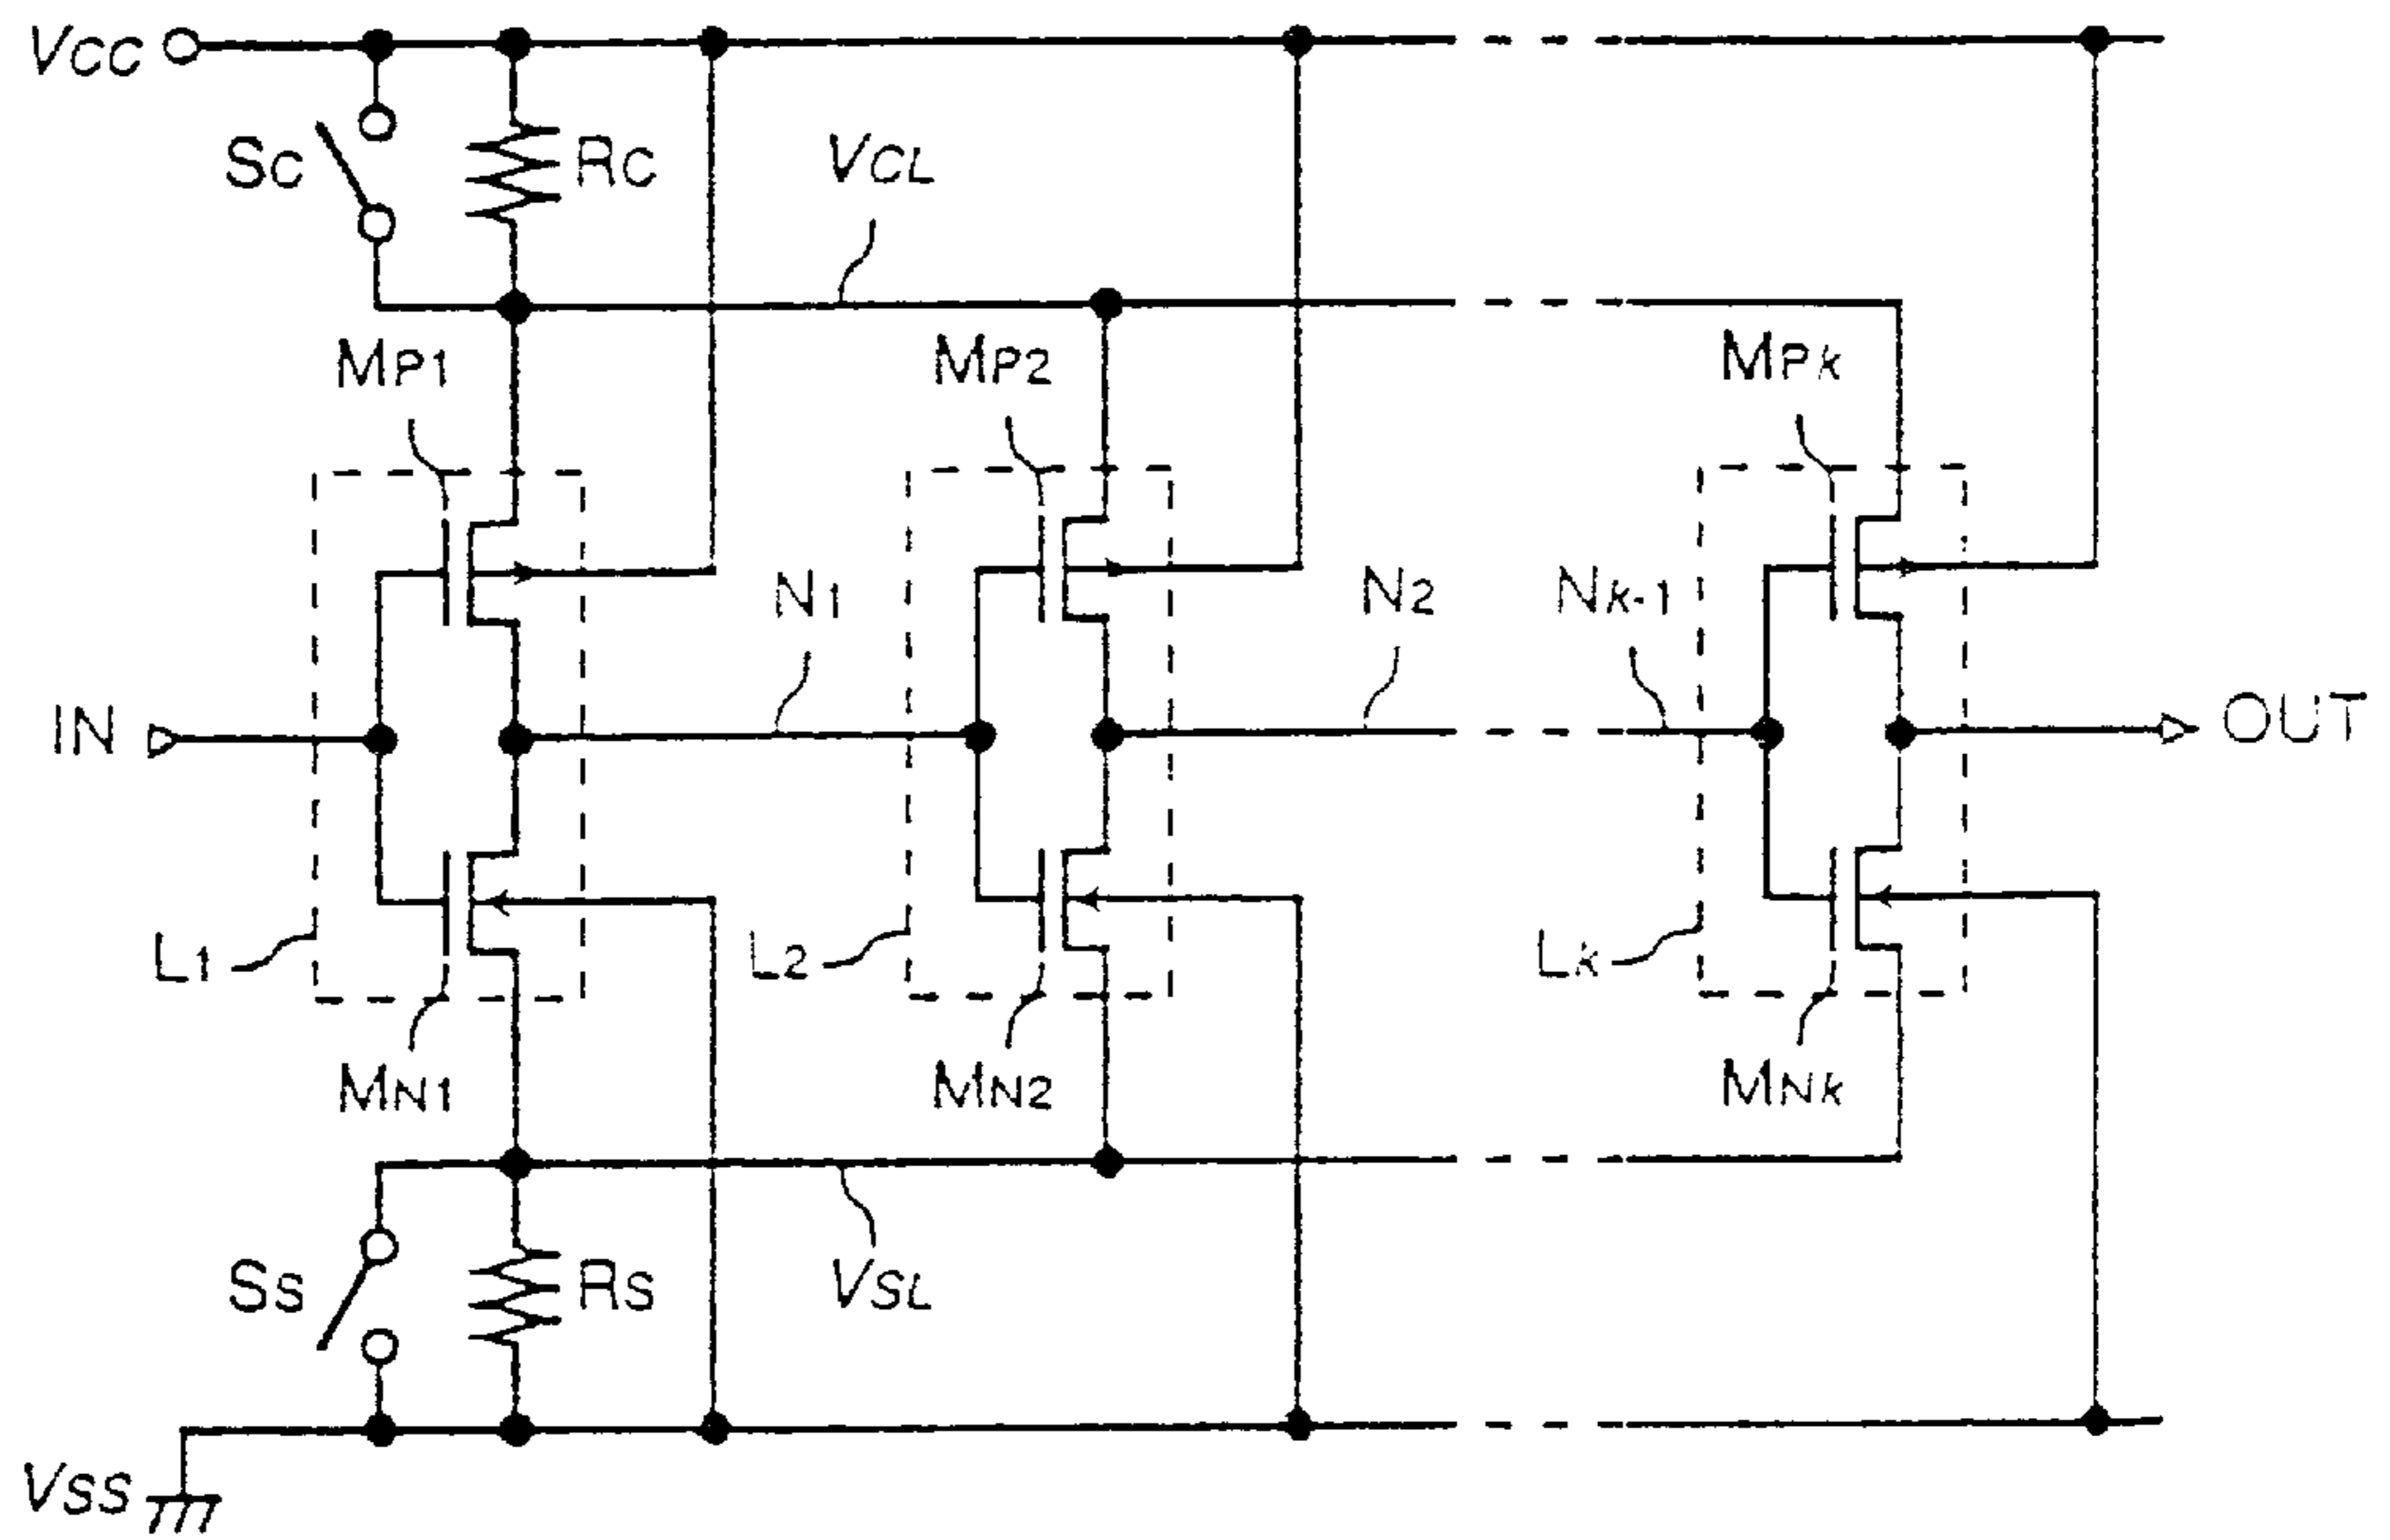 VCC
SC
RC
VCL
MP1
MP2
MPk
N1
N2
Nk-1
IN
OUT
L1
L2
Lk
MN1
MN2
MNk
SS
RS
VSL
VSS